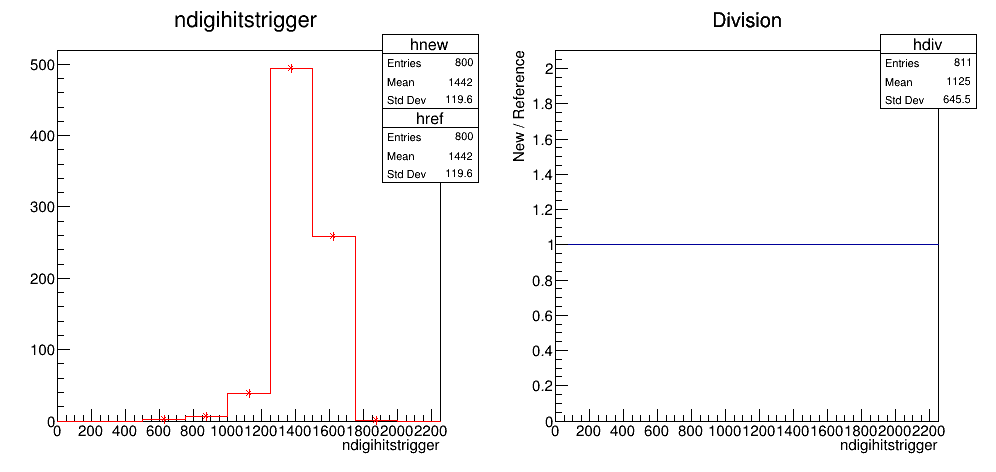 ndigihitstrigger
hnew
Entries 800
Mean 1442
Std Dev 119.6
href
Entries 800
Mean 1442
Std Dev 119.6
500
400
300
200
100
0
0 200 400 600 800 1000 1200 1400 1600 1800 2000 2200
ndigihitstrigger
Division
hdiv
Entries 811
Mean 1125
Std Dev 645.5
New / Reference
2
1.8
1.6
1.4
1.2
1
0.8
0.6
0.4
0.2
0
0 200 400 600 800 1000 1200 1400 1600 1800 2000 2200
ndigihitstrigger